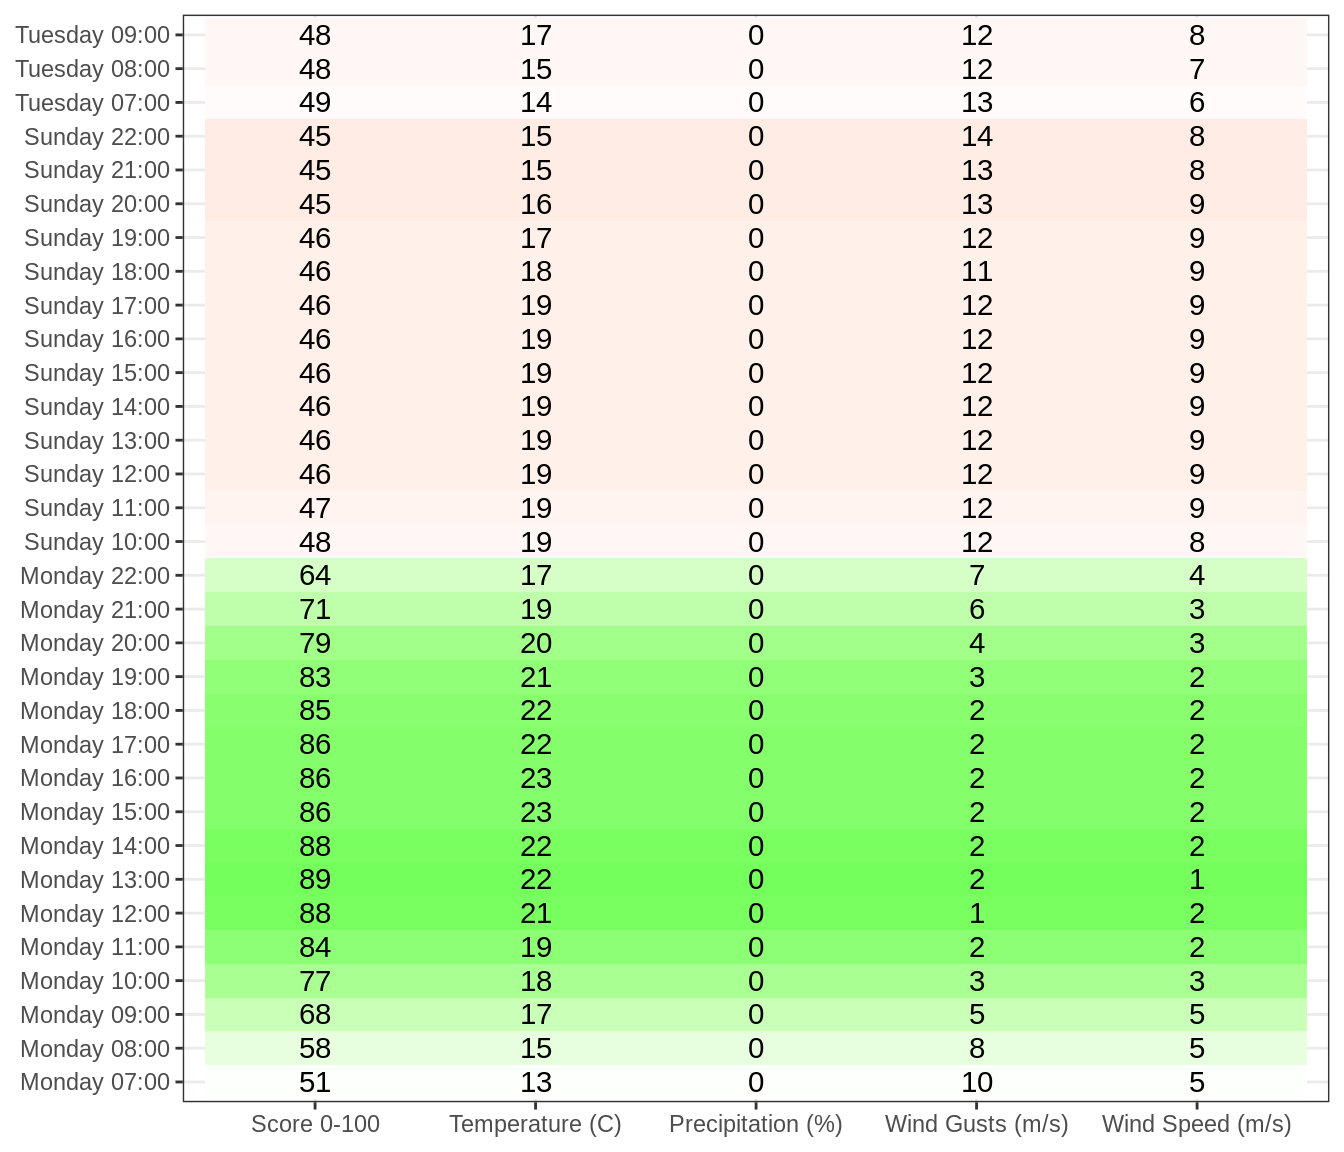 Tuesday 09:00 48 17 0 12 8
Tuesday 08:00 48 15 0 12 7
Tuesday 07:00 49 14 0 13 6
Sunday 22:00 45 15 0 14 8
Sunday 21:00 45 15 0 13 8
Sunday 20:00 45 16 0 13 9
Sunday 19:00 46 17 0 12 9
Sunday 18:00 46 18 0 11 9
Sunday 17:00 46 19 0 12 9
Sunday 16:00 46 19 0 12 9
Sunday 15:00 46 19 0 12 9
Sunday 14:00 46 19 0 12 9
Sunday 13:00 46 19 0 12 9
Sunday 12:00 46 19 0 12 9
Sunday 11:00 47 19 0 12 9
Sunday 10:00 48 19 0 12 8
Monday 22:00 64 17 0 7 4
Monday 21:00 71 19 0 6 3
Monday 20:00 79 20 0 4 3
Monday 19:00 83 21 0 3 2
Monday 18:00 85 22 0 2 2
Monday 17:00 86 22 0 2 2
Monday 16:00 86 23 0 2 2
Monday 15:00 86 23 0 2 2
Monday 14:00 88 22 0 2 2
Monday 13:00 89 22 0 2 1
Monday 12:00 88 21 0 1 2
Monday 11:00 84 19 0 2 2
Monday 10:00 77 18 0 3 3
Monday 09:00 68 17 0 5 5
Monday 08:00 58 15 0 8 5
Monday 07:00 51 13 0 10 5
Score 0-100 Temperature (C) Precipitation (%) Wind Gusts (m/s) Wind Speed (m/s)